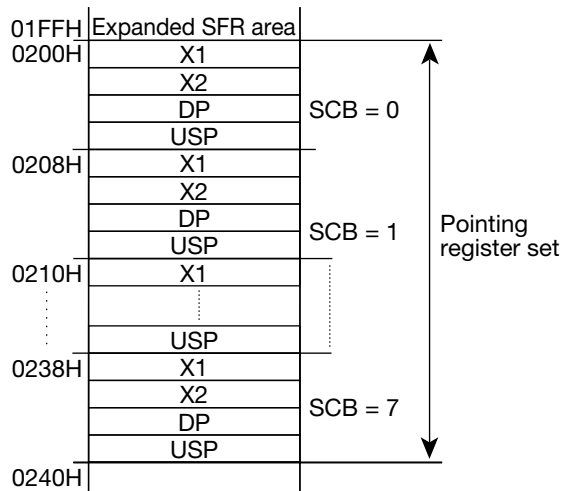 01FFH Expanded SFR area
0200H X1
X2
DP SCB = 0
USP
0208H X1
X2
DP
USP SCB = 1
Pointing
register set
0210H X1
USP
0238H X1
X2
DP SCB = 7
USP
0240H